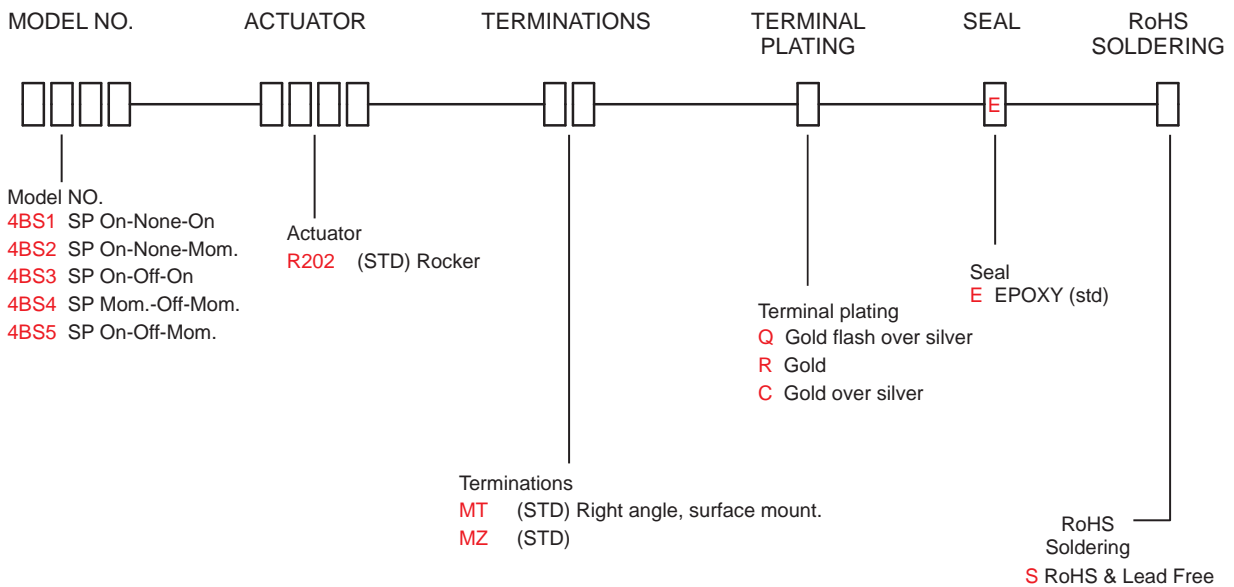 MODEL NO. ACTUATOR TERMINATIONS TERMINAL PLATING SEAL RoHS SOLDERING
E
Model NO.
4BS1 SP On-None-On
4BS2 SP On-None-Mom.
4BS3 SP On-Off-On
4BS4 SP Mom.-Off-Mom.
4BS5 SP On-Off-Mom.
Actuator
R202 (STD) Rocker
Terminations
MT (STD) Right angle, surface mount.
MZ (STD)
Terminal plating
Q Gold flash over silver
R Gold
C Gold over silver
Seal
E EPOXY (std)
RoHS
Soldering
S RoHS & Lead Free